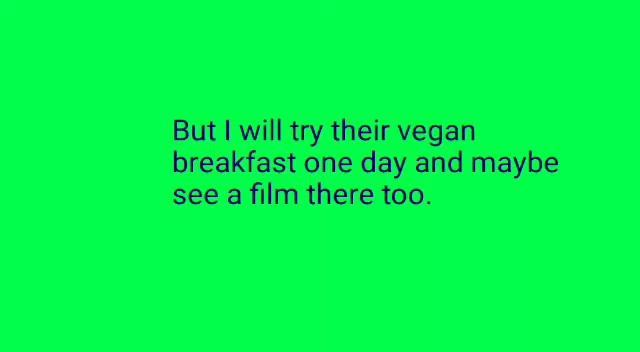 But I will try their vegan
breakfast one day and maybe
see a film there too.